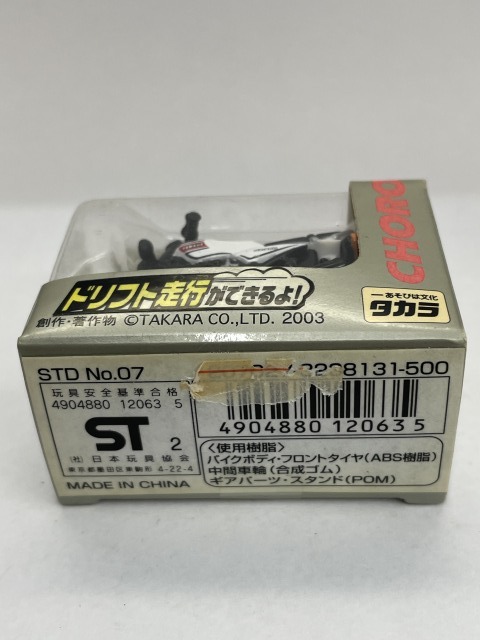 CHORO
ドリフト走行ができるよ!
創作・著作物 ©TAKARA CO.,LTD. 2003
あそびは文化
タカラ
STD No.07
玩具安全基準合格
4904880 12063 5
ST 2
(社)日本玩具協会
東京都墨田区東駒形 4-22-4
MADE IN CHINA
8131-500
4904880 120635
〈使用樹脂〉
バイクボディ・フロントタイヤ(ABS樹脂)
中間車輪(合成ゴム)
ギアパーツ・スタンド(POM)